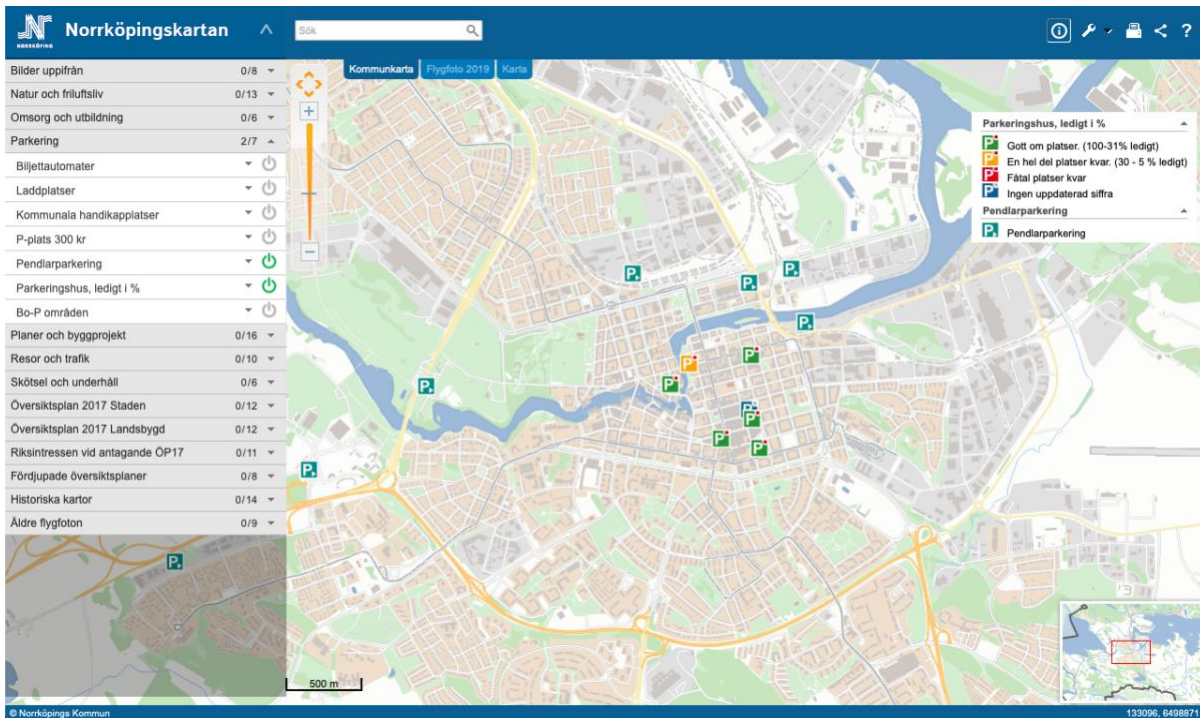 NORRKÖPING
Norrköpingskartan
Sök
?
Bilder uppifrån 0/8
Natur och friluftsliv 0/13
Omsorg och utbildning 0/6
Parkering 2/7
Biljettautomater
Laddplatser
Kommunala handikapplatser
P-plats 300 kr
Pendlarparkering
Parkeringshus, ledigt i %
Bo-P områden
Planer och byggprojekt 0/16
Resor och trafik 0/10
Skötsel och underhåll 0/6
Översiktsplan 2017 Staden 0/12
Översiktsplan 2017 Landsbygd 0/12
Riksintressen vid antagande ÖP17 0/11
Fördjupade översiktsplaner 0/8
Historiska kartor 0/14
Äldre flygfoton 0/9
Kommunkarta Flygfoto 2019 Karta
Parkeringshus, ledigt i %
P Gott om platser. (100-31% ledigt)
P En hel del platser kvar. (30 - 5 % ledigt)
P Fåtal platser kvar
P Ingen uppdaterad siffra
Pendlarparkering
P Pendlarparkering
P
P
P
P
P
P
P
P
P
P
P
P
P
P
500 m
© Norrköpings Kommun
133096, 6498871